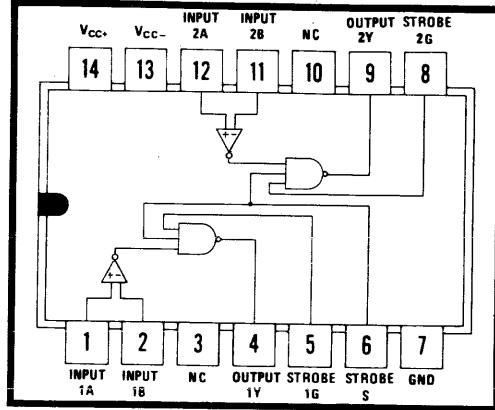 VCC+ VCC– INPUT 2A INPUT 2B NC OUTPUT 2Y STROBE 2G
14 13 12 11 10 9 8
+ –
+ –
1 2 3 4 5 6 7
INPUT 1A INPUT 1B NC OUTPUT 1Y STROBE 1G STROBE S GND